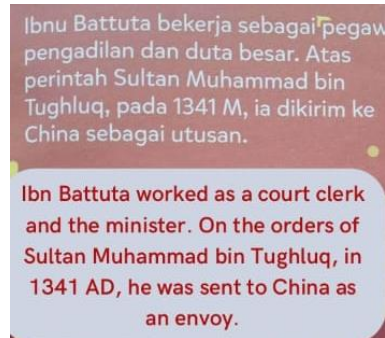 Ibnu Battuta bekerja sebagai pegaw
pengadilan dan duta besar. Atas
perintah Sultan Muhammad bin
Tughluq, pada 1341 M, ia dikirim ke
China sebagai utusan.
Ibn Battuta worked as a court clerk
and the minister. On the orders of
Sultan Muhammad bin Tughluq, in
1341 AD, he was sent to China as
an envoy.